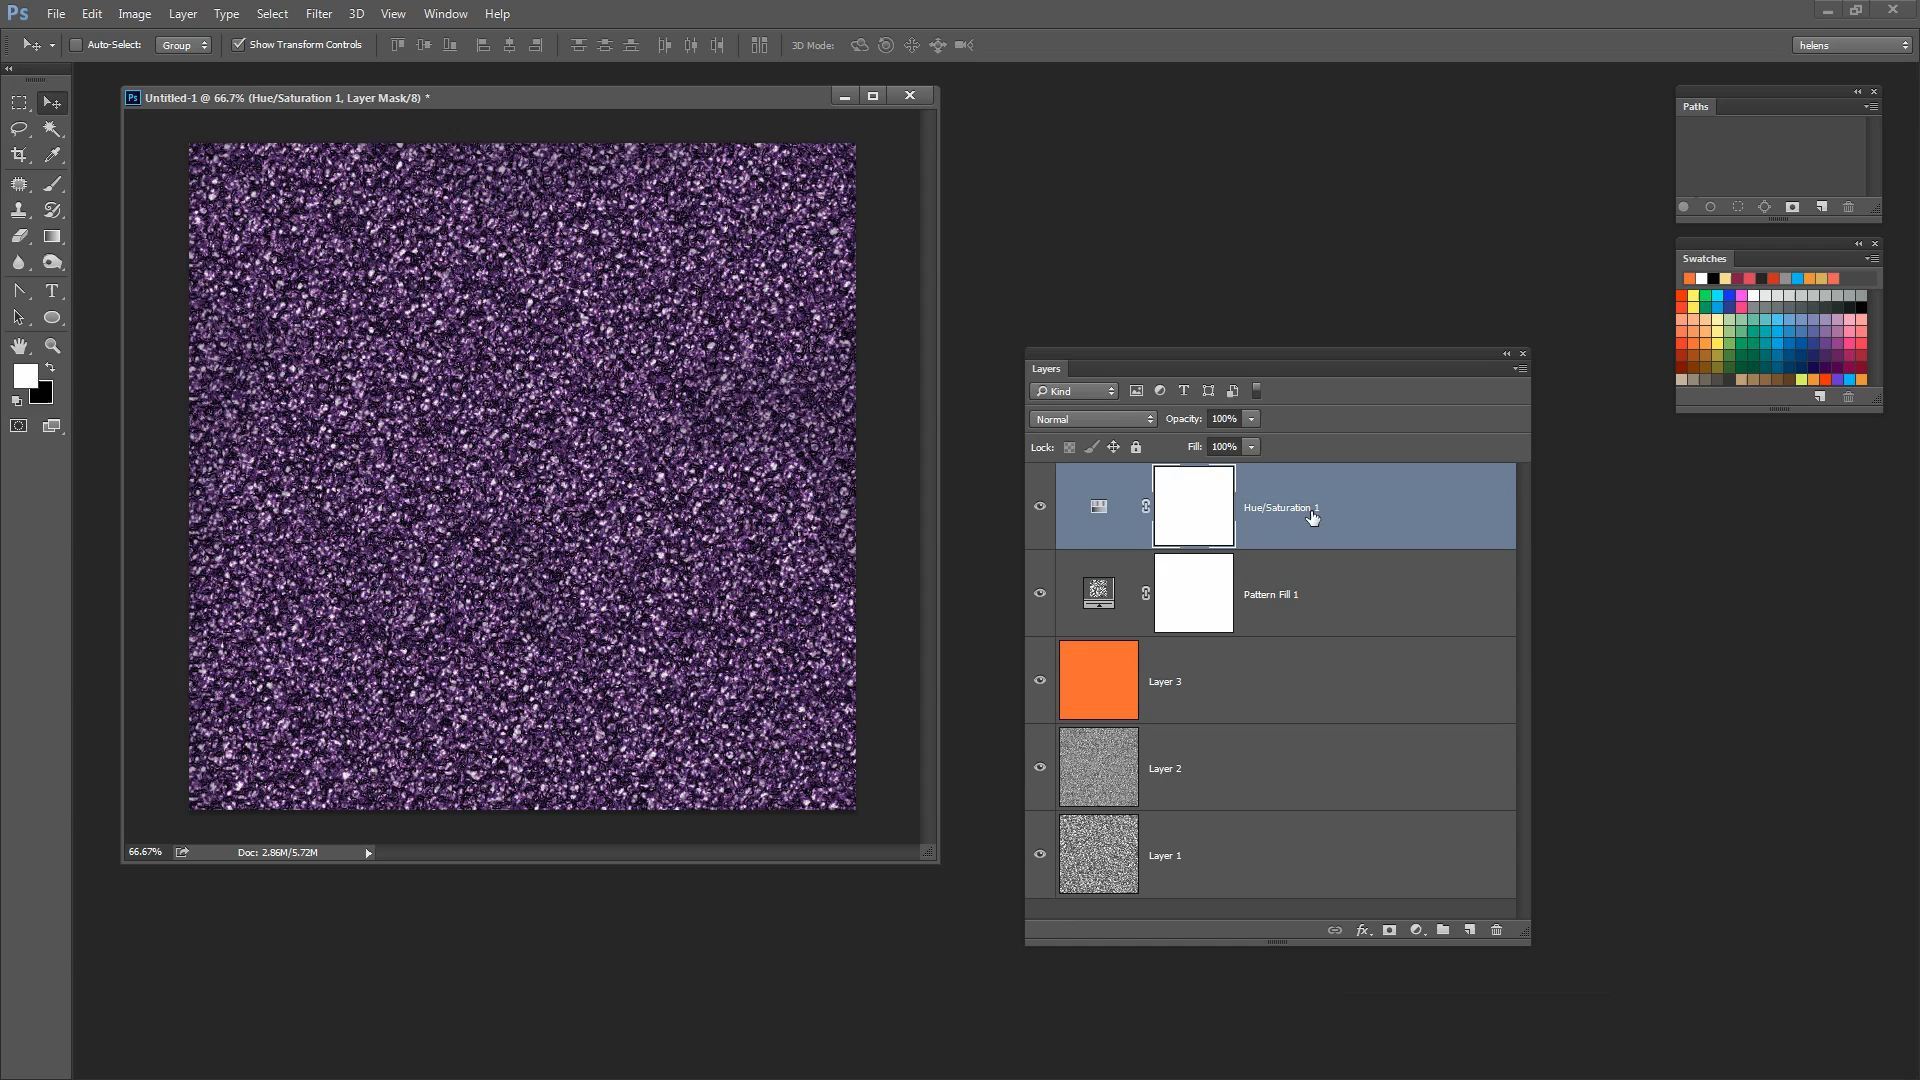 Ps File Edit Image Layer Type Select Filter 3D View Window Help
Auto-Select: Group Show Transform Controls 3D Mode: helens
Ps Untitled-1 @ 66.7% (Hue/Saturation 1, Layer Mask/8) *
Paths
Swatches
Layers
Kind
Normal Opacity: 100%
Lock: Fill: 100%
Hue/Saturation 1
Pattern Fill 1
Layer 3
Layer 2
Layer 1
66.67% Doc: 2.86M/5.72M
fx